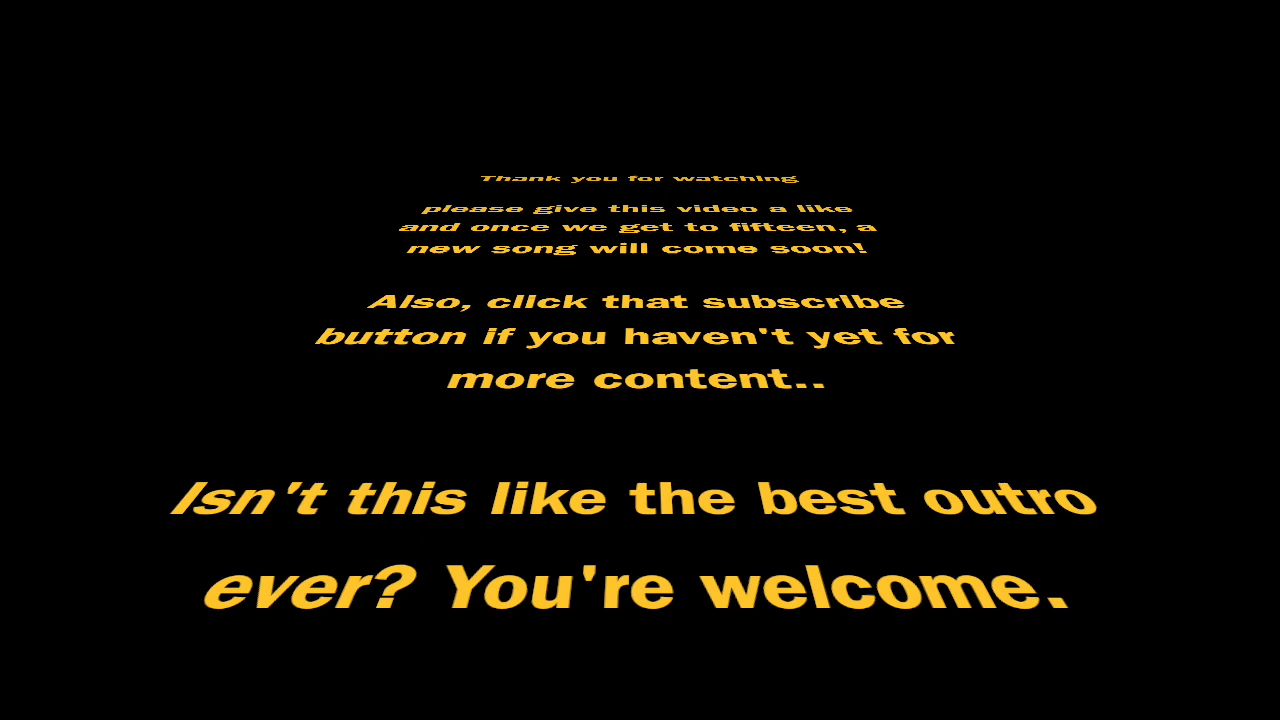 Thank you for watching
please give this video a like
and once we get to fifteen, a
new song will come soon!
Also, click that subscribe
button if you haven't yet for
more content..
Isn't this like the best outro
ever? You're welcome.